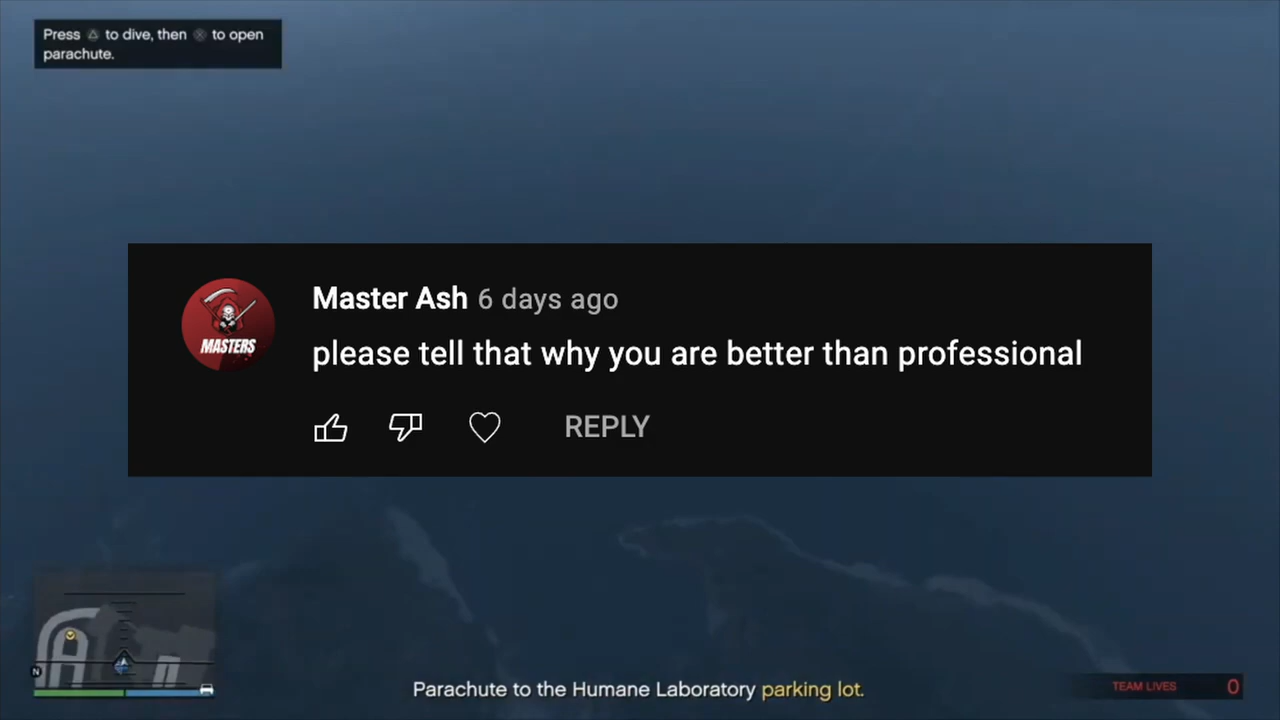 Press △ to dive, then ⊗ to open
parachute.
Master Ash 6 days ago
MASTERS
please tell that why you are better than professional
REPLY
N
Parachute to the Humane Laboratory parking lot.
TEAM LIVES 0